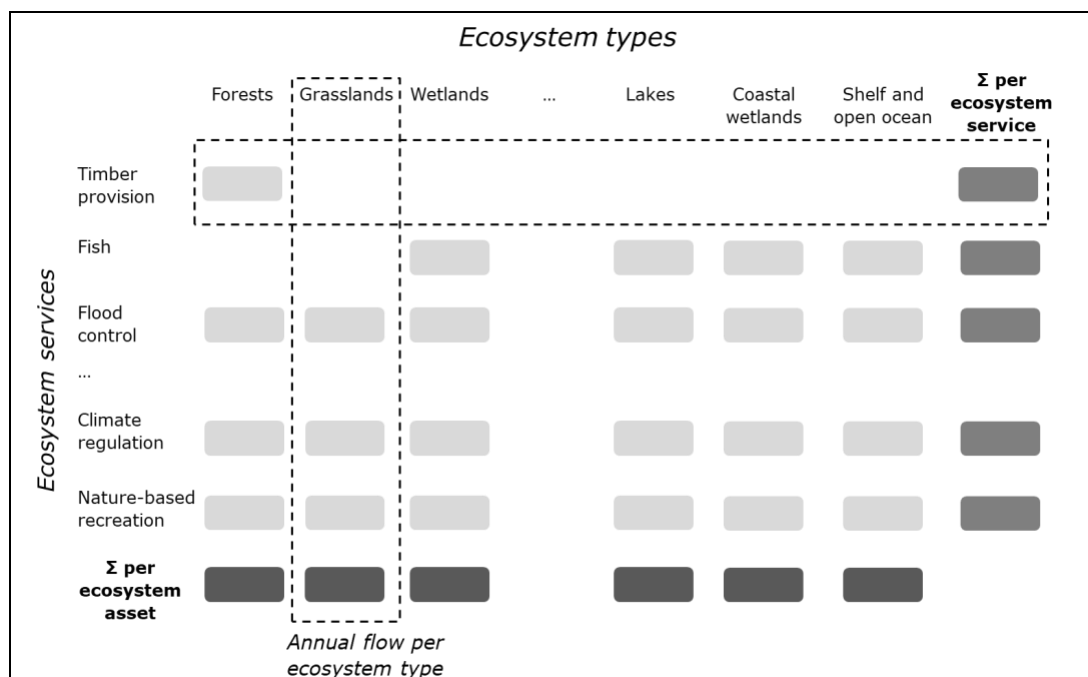 Ecosystem types
Forests Grasslands Wetlands ... Lakes Coastal wetlands Shelf and open ocean Σ per ecosystem service
Timber provision
Fish
Flood control
...
Climate regulation
Nature-based recreation
Σ per ecosystem asset
Ecosystem services
Annual flow per
ecosystem type